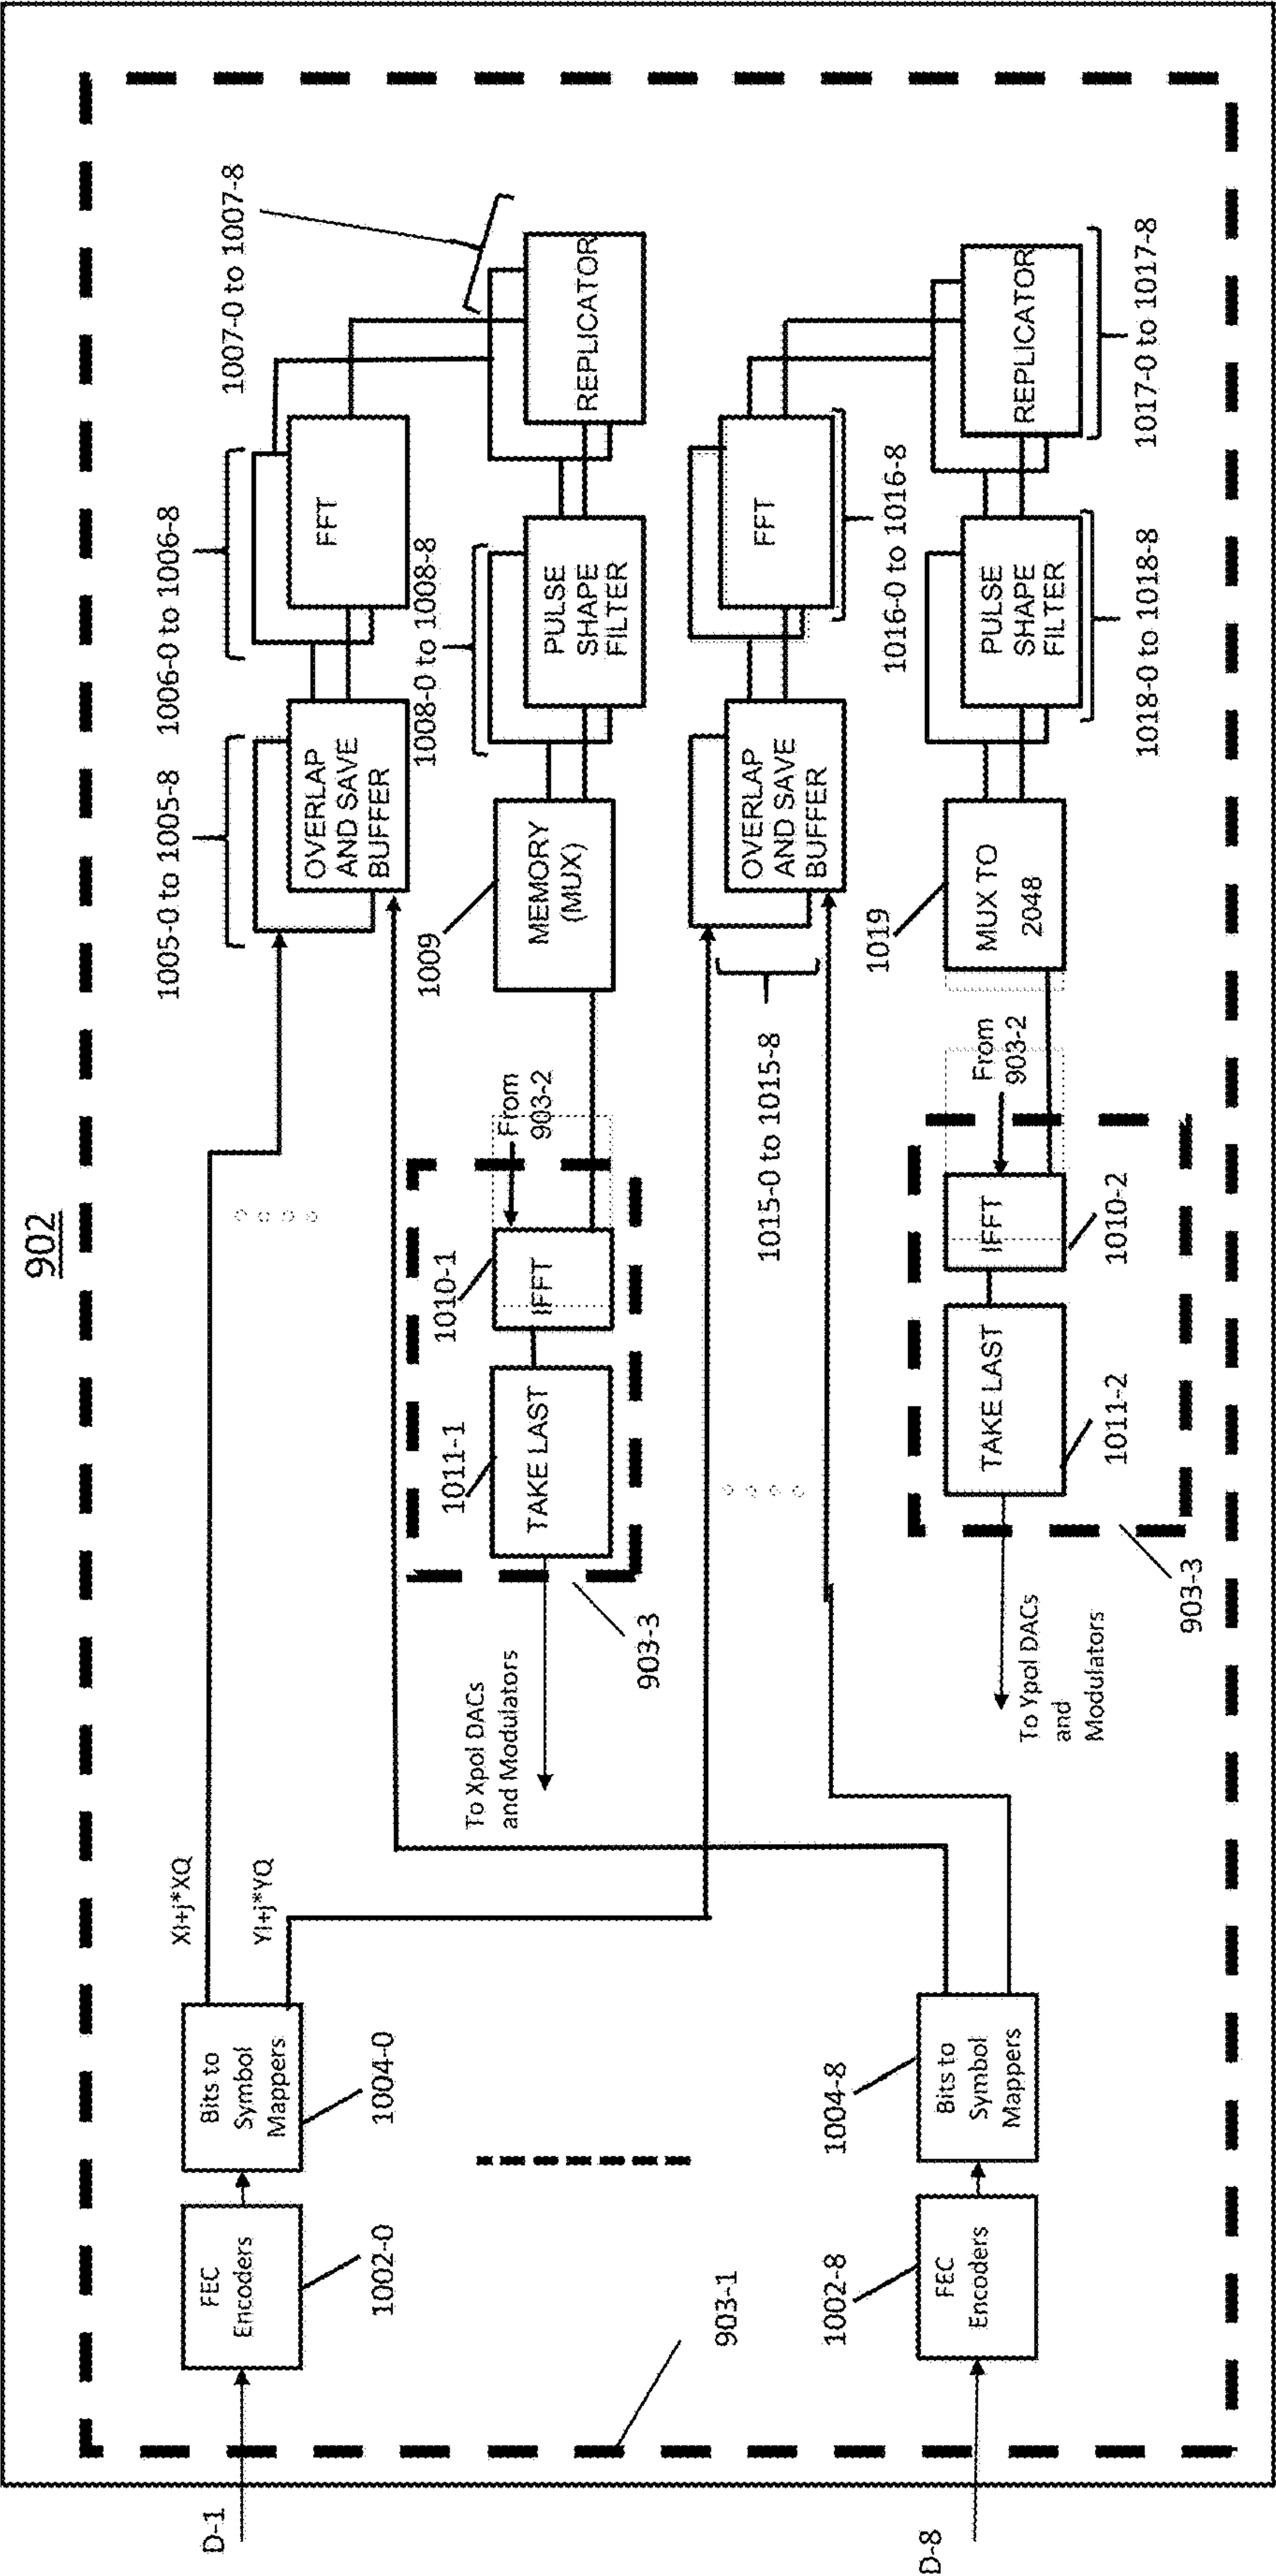 902
D-1
FEC
Encoders
1002-0
Bits to
Symbol
Mappers
1004-0
XI+j*XQ
YI+j*YQ
1005-0 to 1005-8
OVERLAP
AND SAVE
BUFFER
1006-0 to 1006-8
FFT
1007-0 to 1007-8
REPLICATOR
1008-0 to 1008-8
PULSE
SHAPE
FILTER
1009
MEMORY
(MUX)
From
903-2
1010-1
IFFT
1011-1
TAKE LAST
903-3
To Xpol DACs
and Modulators
1015-0 to 1015-8
OVERLAP
AND SAVE
BUFFER
FFT
1016-0 to 1016-8
REPLICATOR
1017-0 to 1017-8
PULSE
SHAPE
FILTER
1018-0 to 1018-8
1019
MUX TO
2048
From
903-2
IFFT
1010-2
TAKE LAST
1011-2
903-3
To Ypol DACs
and
Modulators
903-1
D-8
FEC
Encoders
1002-8
Bits to
Symbol
Mappers
1004-8